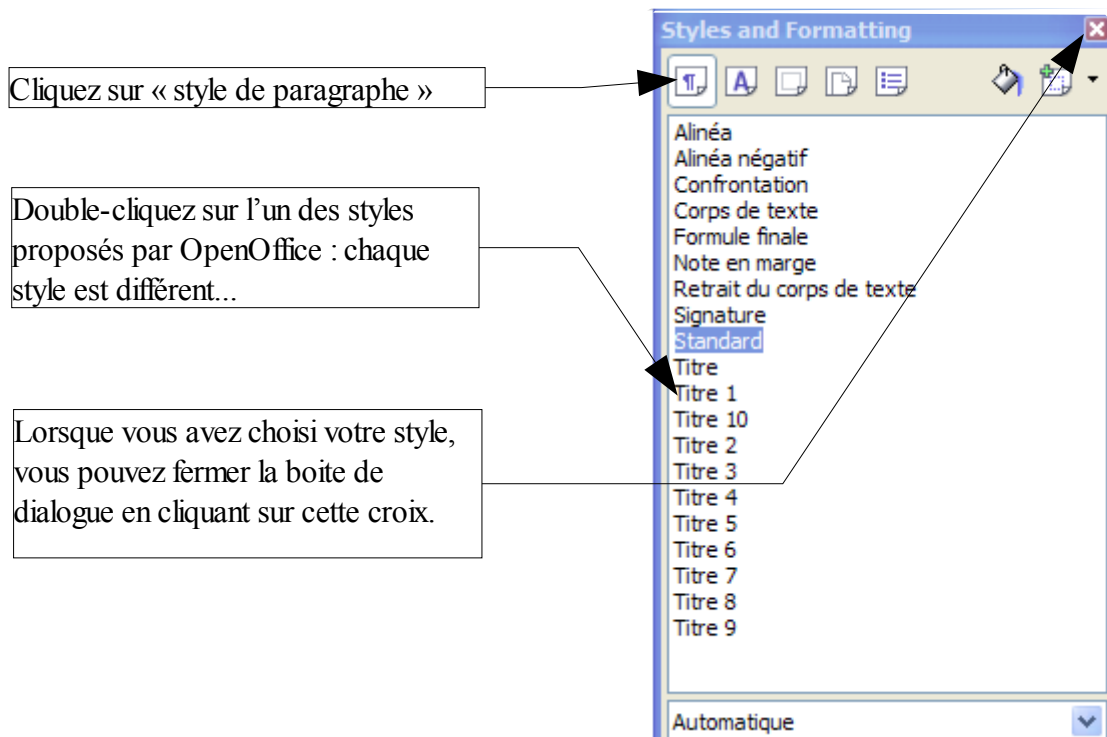 Styles and Formatting
Cliquez sur « style de paragraphe »
Double-cliquez sur l’un des styles
proposés par OpenOffice : chaque
style est différent...
Lorsque vous avez choisi votre style,
vous pouvez fermer la boite de
dialogue en cliquant sur cette croix.
Alinéa
Alinéa négatif
Confrontation
Corps de texte
Formule finale
Note en marge
Retrait du corps de texte
Signature
Standard
Titre
Titre 1
Titre 10
Titre 2
Titre 3
Titre 4
Titre 5
Titre 6
Titre 7
Titre 8
Titre 9
Automatique